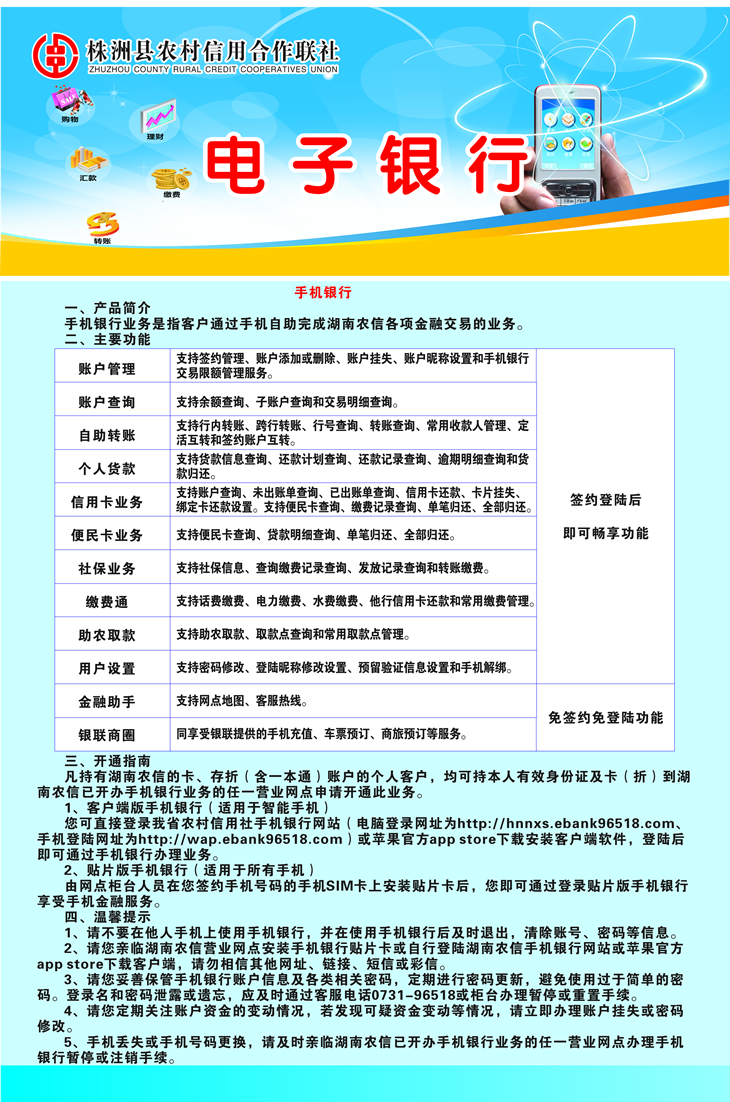 株洲县农村信用合作联社
ZHUZHOU COUNTY RURAL CREDIT COOPERATIVES UNION
购物
理财
汇款
缴费
转账
电子银行
手机银行
一、产品简介
手机银行业务是指客户通过手机自助完成湖南农信各项金融交易的业务。
二、主要功能
账户管理
支持签约管理、账户添加或删除、账户挂失、账户昵称设置和手机银行
交易限额管理服务。
账户查询
支持余额查询、子账户查询和交易明细查询。
自助转账
支持行内转账、跨行转账、行号查询、转账查询、常用收款人管理、定
活互转和签约账户互转。
个人贷款
支持贷款信息查询、还款计划查询、还款记录查询、逾期明细查询和贷
款归还。
信用卡业务
支持账户查询、未出账单查询、已出账单查询、信用卡还款、卡片挂失、
绑定卡还款设置。支持便民卡查询、缴费记录查询、单笔归还、全部归还。
便民卡业务
支持便民卡查询、贷款明细查询、单笔归还、全部归还。
社保业务
支持社保信息、查询缴费记录查询、发放记录查询和转账缴费。
缴费通
支持话费缴费、电力缴费、水费缴费、他行信用卡还款和常用缴费管理。
助农取款
支持助农取款、取款点查询和常用取款点管理。
用户设置
支持密码修改、登陆昵称修改设置、预留验证信息设置和手机解绑。
签约登陆后
即可畅享功能
金融助手
支持网点地图、客服热线。
银联商圈
同享受银联提供的手机充值、车票预订、商旅预订等服务。
免签约免登陆功能
三、开通指南
凡持有湖南农信的卡、存折（含一本通）账户的个人客户，均可持本人有效身份证及卡（折）到湖
南农信已开办手机银行业务的任一营业网点申请开通此业务。
1、客户端版手机银行（适用于智能手机）
您可直接登录我省农村信用社手机银行网站（电脑登录网址为http://hnnxs.ebank96518.com、
手机登陆网址为http://wap.ebank96518.com）或苹果官方app store下载安装客户端软件，登陆后
即可通过手机银行办理业务。
2、贴片版手机银行（适用于所有手机）
由网点柜台人员在您签约手机号码的手机SIM卡上安装贴片卡后，您即可通过登录贴片版手机银行
享受手机金融服务。
四、温馨提示
1、请不要在他人手机上使用手机银行，并在使用手机银行后及时退出，清除账号、密码等信息。
2、请您亲临湖南农信营业网点安装手机银行贴片卡或自行登陆湖南农信手机银行网站或苹果官方
app store下载客户端，请勿相信其他网址、链接、短信或彩信。
3、请您妥善保管手机银行账户信息及各类相关密码，定期进行密码更新，避免使用过于简单的密
码。登录名和密码泄露或遗忘，应及时通过客服电话0731-96518或柜台办理暂停或重置手续。
4、请您定期关注账户资金的变动情况，若发现可疑资金变动等情况，请立即办理账户挂失或密码
修改。
5、手机丢失或手机号码更换，请及时亲临湖南农信已开办手机银行业务的任一营业网点办理手机
银行暂停或注销手续。